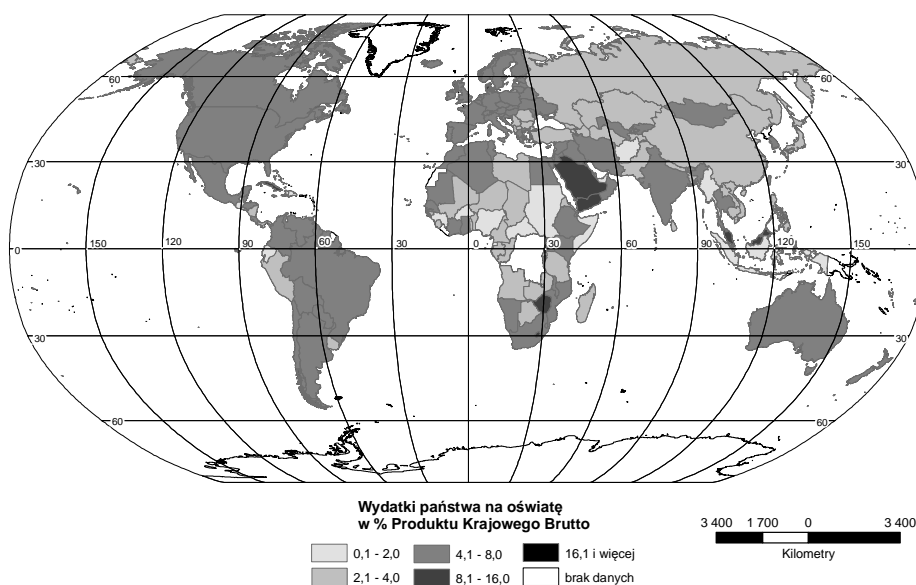 60 60
30 30
150 120 90 60 30 0 30 60 90 120 150
0 0
30 30
60 60
Wydatki państwa na oświatę
w % Produktu Krajowego Brutto
0,1 - 2,0 4,1 - 8,0 16,1 i więcej
2,1 - 4,0 8,1 - 16,0 brak danych
3 400 1 700 0 3 400
Kilometry